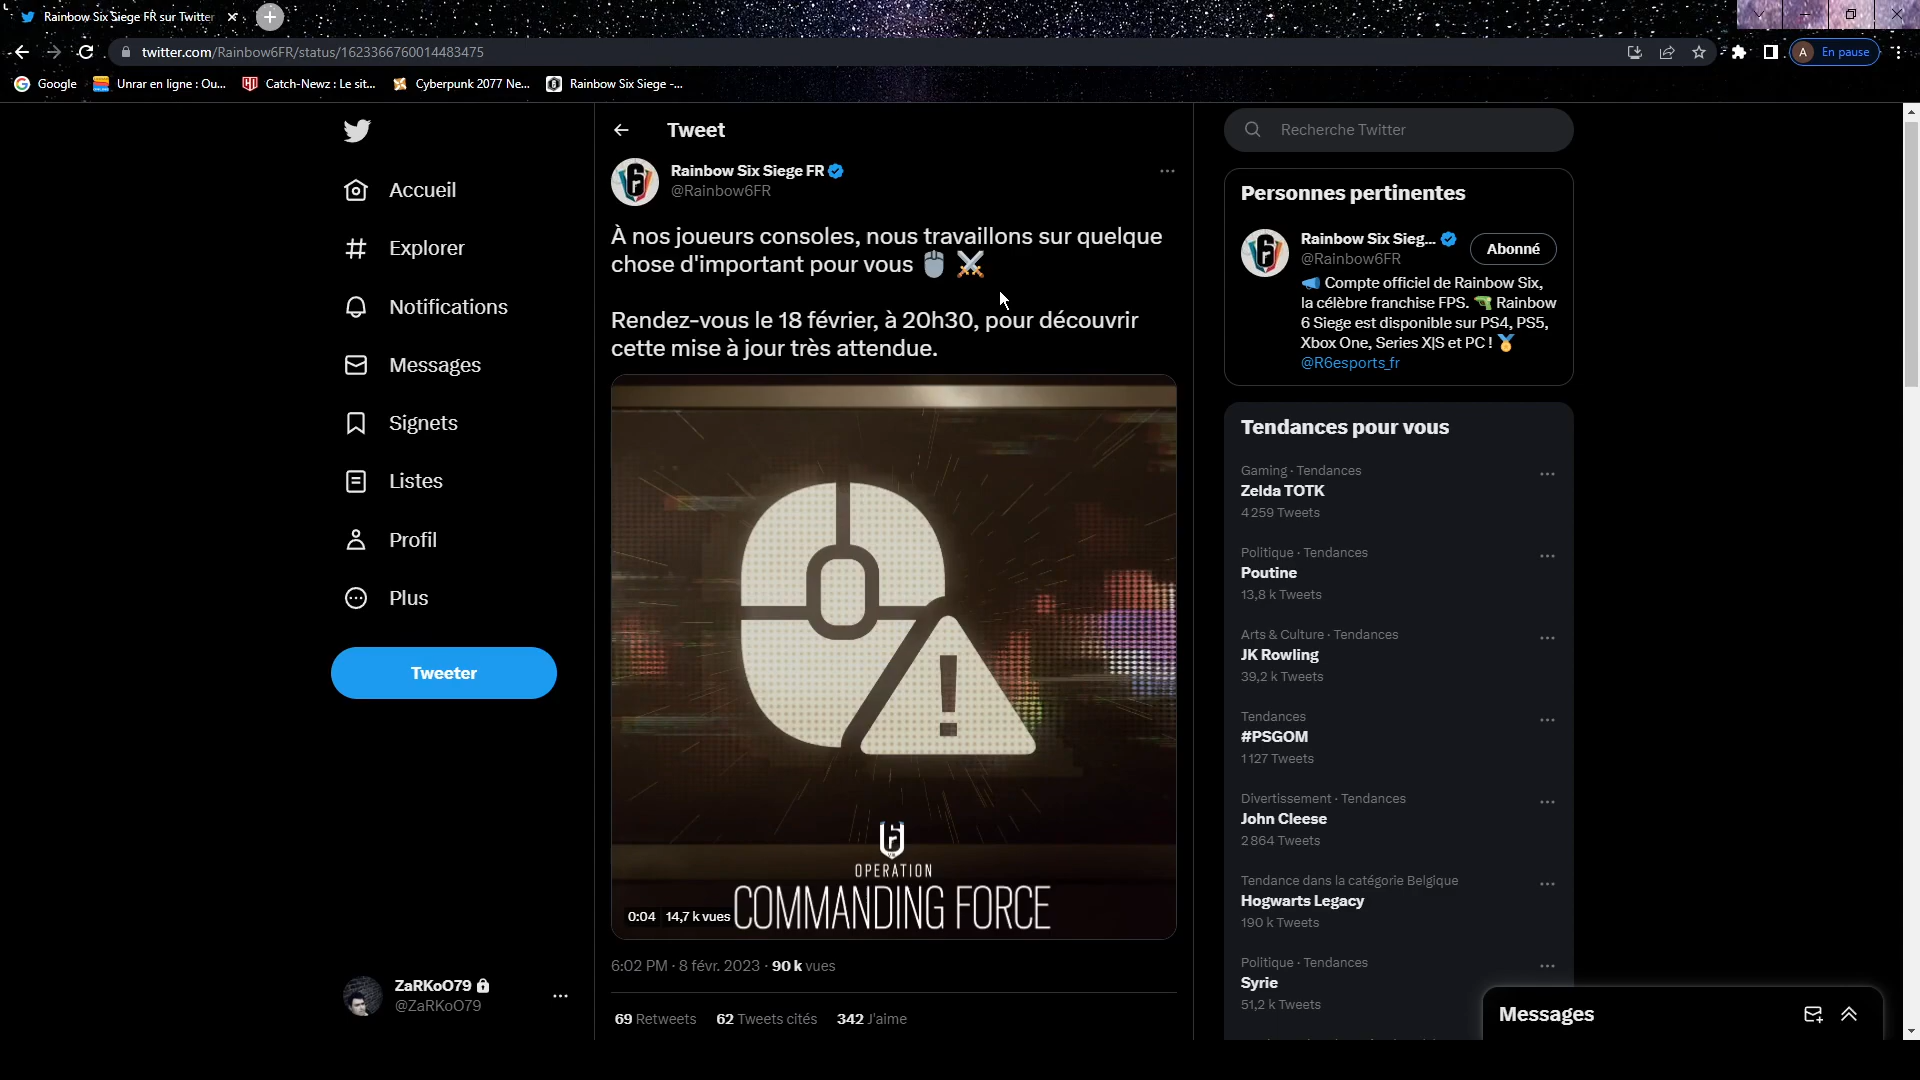 Rainbow Six Siege FR sur Twitter
twitter.com/Rainbow6FR/status/1623366760014483475
A En pause
Google
Unrar en ligne : Ou...
Catch-Newz : Le sit...
Cyberpunk 2077 Ne...
Rainbow Six Siege -...
Accueil
Explorer
Notifications
Messages
Signets
Listes
Profil
Plus
Tweeter
ZaRKoO79
@ZaRKoO79
Tweet
Rainbow Six Siege FR
@Rainbow6FR
À nos joueurs consoles, nous travaillons sur quelque
chose d'important pour vous 🖱️ ⚔️
Rendez-vous le 18 février, à 20h30, pour découvrir
cette mise à jour très attendue.
OPERATION
COMMANDING FORCE
0:04 14,7 k vues
6:02 PM · 8 févr. 2023 · 90 k vues
69 Retweets 62 Tweets cités 342 J'aime
Recherche Twitter
Personnes pertinentes
Rainbow Six Sieg...
@Rainbow6FR
Abonné
📣 Compte officiel de Rainbow Six,
la célèbre franchise FPS. 🔫 Rainbow
6 Siege est disponible sur PS4, PS5,
Xbox One, Series X|S et PC ! 🏅
@R6esports_fr
Tendances pour vous
Gaming · Tendances
Zelda TOTK
4 259 Tweets
Politique · Tendances
Poutine
13,8 k Tweets
Arts & Culture · Tendances
JK Rowling
39,2 k Tweets
Tendances
#PSGOM
1 127 Tweets
Divertissement · Tendances
John Cleese
2 864 Tweets
Tendance dans la catégorie Belgique
Hogwarts Legacy
190 k Tweets
Politique · Tendances
Syrie
51,2 k Tweets
Messages